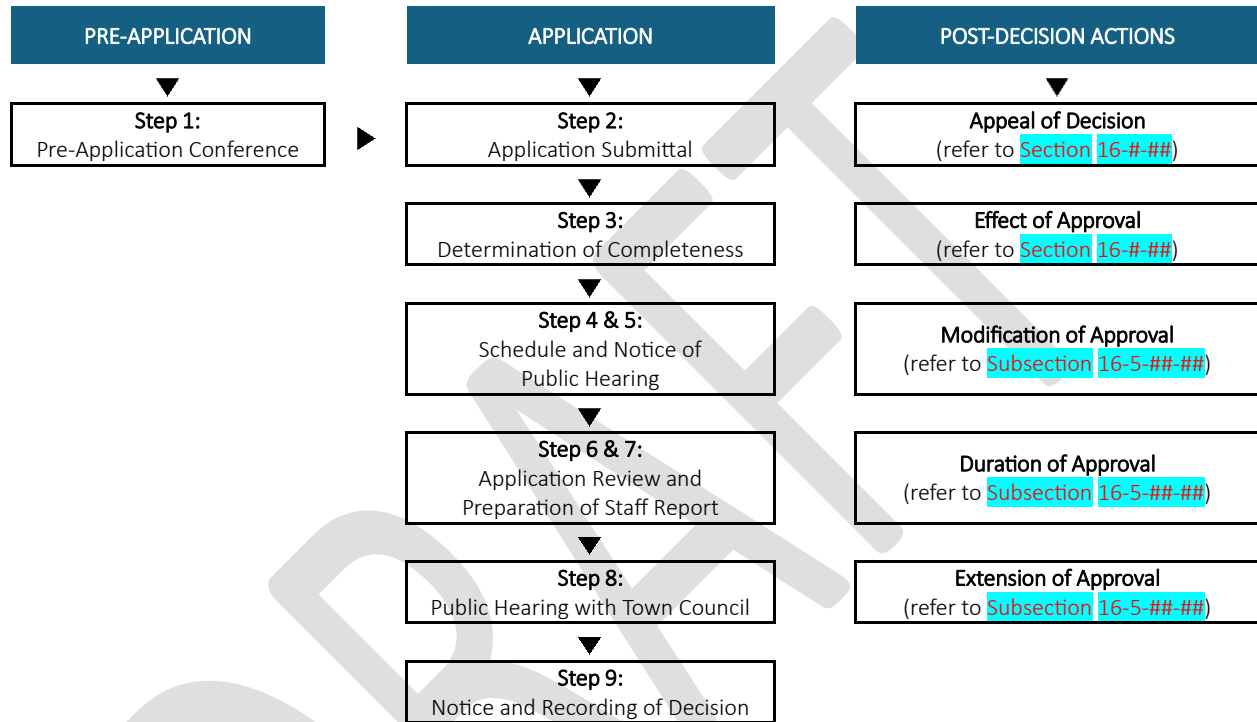 PRE-APPLICATION
Step 1:
Pre-Application Conference
APPLICATION
Step 2:
Application Submittal
Step 3:
Determination of Completeness
Step 4 & 5:
Schedule and Notice of
Public Hearing
Step 6 & 7:
Application Review and
Preparation of Staff Report
Step 8:
Public Hearing with Town Council
Step 9:
Notice and Recording of Decision
POST-DECISION ACTIONS
Appeal of Decision
(refer to Section 16-#-##)
Effect of Approval
(refer to Section 16-#-##)
Modification of Approval
(refer to Subsection 16-5-##-##)
Duration of Approval
(refer to Subsection 16-5-##-##)
Extension of Approval
(refer to Subsection 16-5-##-##)
DRAFT